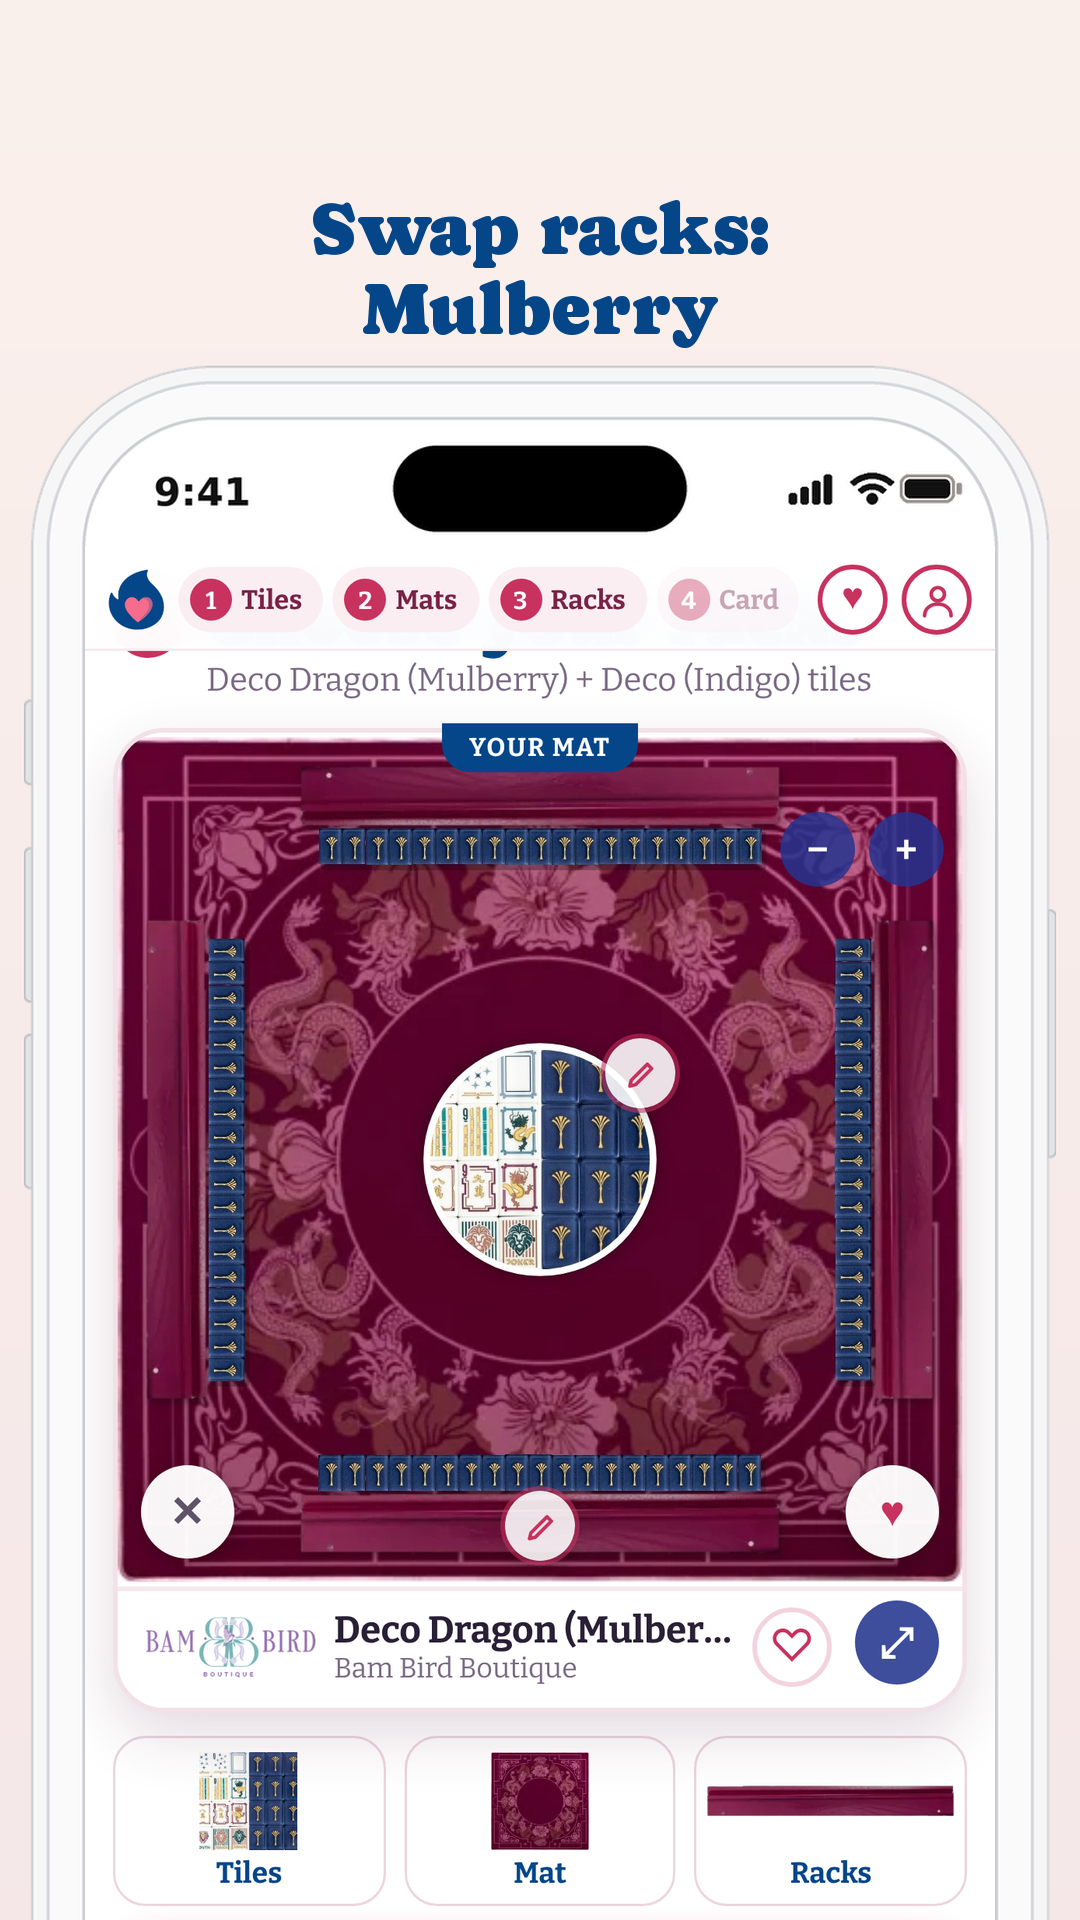 Swap racks:
Mulberry
9:41
1 Tiles
2 Mats
3 Racks
4 Card
Deco Dragon (Mulberry) + Deco (Indigo) tiles
YOUR MAT
JOKER
BAM BIRD
BOUTIQUE
Deco Dragon (Mulber...
Bam Bird Boutique
Tiles
Mat
Racks